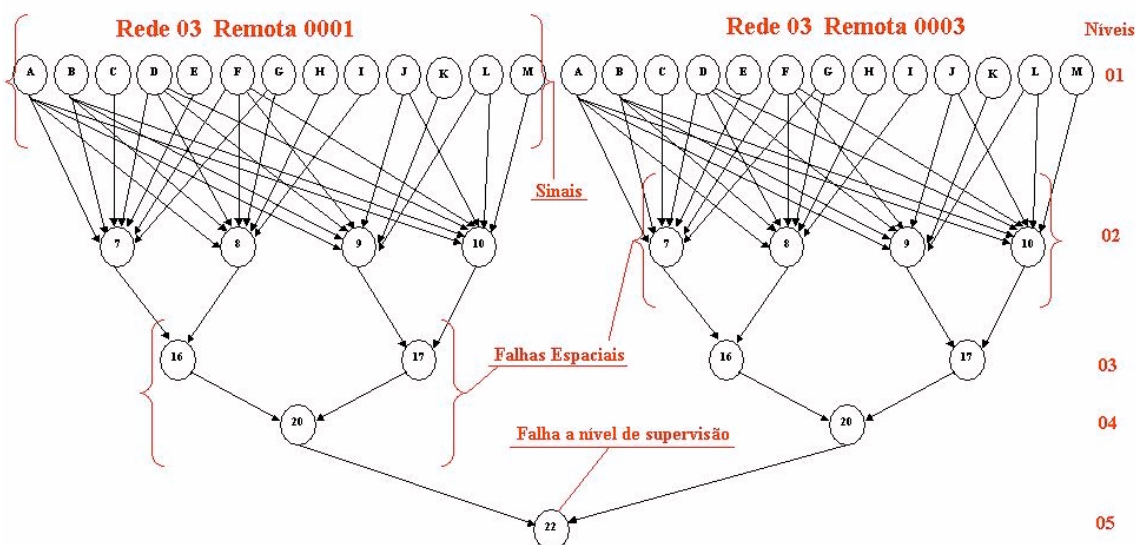 Rede 03 Remota 0001
Rede 03 Remota 0003
Níveis
A B C D E F G H I J K L M
A B C D E F G H I J K L M
01
Sinais
7 8 9 10
7 8 9 10
02
16 17
Falhas Espaciais
16 17
03
20
20
04
Falha a nível de supervisão
22
05